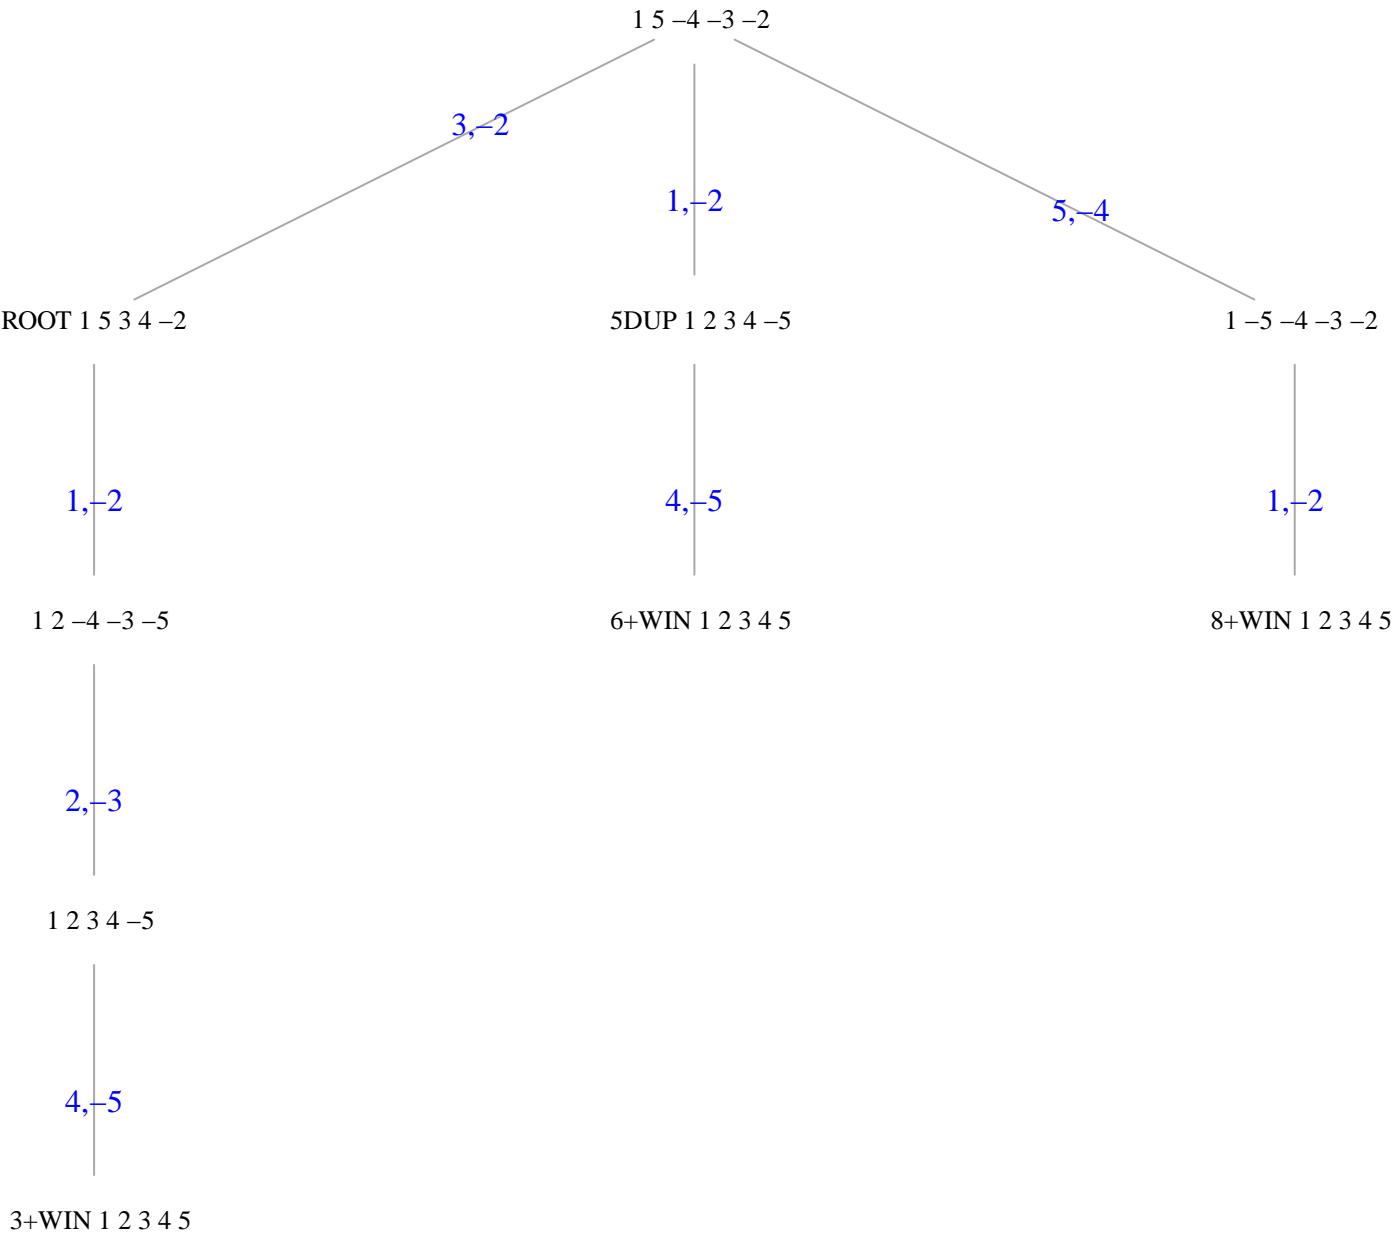 1 5 –4 –3 –2
3,–2
1,–2
5,–4
ROOT 1 5 3 4 –2
5DUP 1 2 3 4 –5
1 –5 –4 –3 –2
1,–2
4,–5
1,–2
1 2 –4 –3 –5
6+WIN 1 2 3 4 5
8+WIN 1 2 3 4 5
2,–3
1 2 3 4 –5
4,–5
3+WIN 1 2 3 4 5